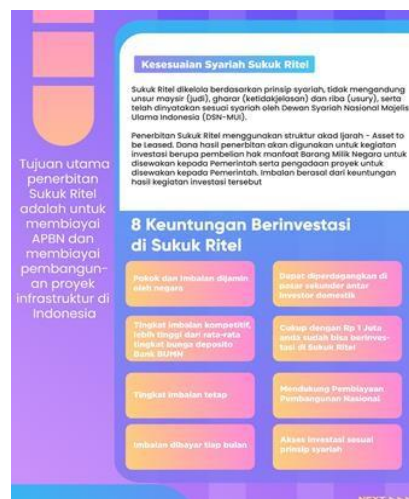 Kesesuaian Syariah Sukuk Ritel
Sukuk Ritel dikelola berdasarkan prinsip syariah, tidak mengandung
unsur maysir (judi), gharar (ketidakjelasan) dan riba (usury), serta
telah dinyatakan sesuai syariah oleh Dewan Syariah Nasional Majelis
Ulama Indonesia (DSN-MUI).
Penerbitan Sukuk Ritel menggunakan struktur akad Ijarah - Asset to
be Leased. Dana hasil penerbitan akan digunakan untuk kegiatan
investasi berupa pembelian hak manfaat Barang Milik Negara untuk
disewakan kepada Pemerintah serta pengadaan proyek untuk
disewakan kepada Pemerintah. Imbalan berasal dari keuntungan
hasil kegiatan investasi tersebut
Tujuan utama
penerbitan
Sukuk Ritel
adalah untuk
membiayai
APBN dan
membiayai
pembangun-
an proyek
infrastruktur di
Indonesia
8 Keuntungan Berinvestasi
di Sukuk Ritel
Pokok dan Imbalan dijamin
oleh negara
Dapat diperdagangkan di
pasar sekunder antar
investor domestik
Tingkat imbalan kompetitif,
lebih tinggi dari rata-rata
tingkat bunga deposito
Bank BUMN
Cukup dengan Rp 1 Juta
anda sudah bisa berinves-
tasi di Sukuk Ritel
Tingkat imbalan tetap
Mendukung Pembiayaan
Pembangunan Nasional
Imbalan dibayar tiap bulan
Akses investasi sesuai
prinsip syariah
NEXT >>>